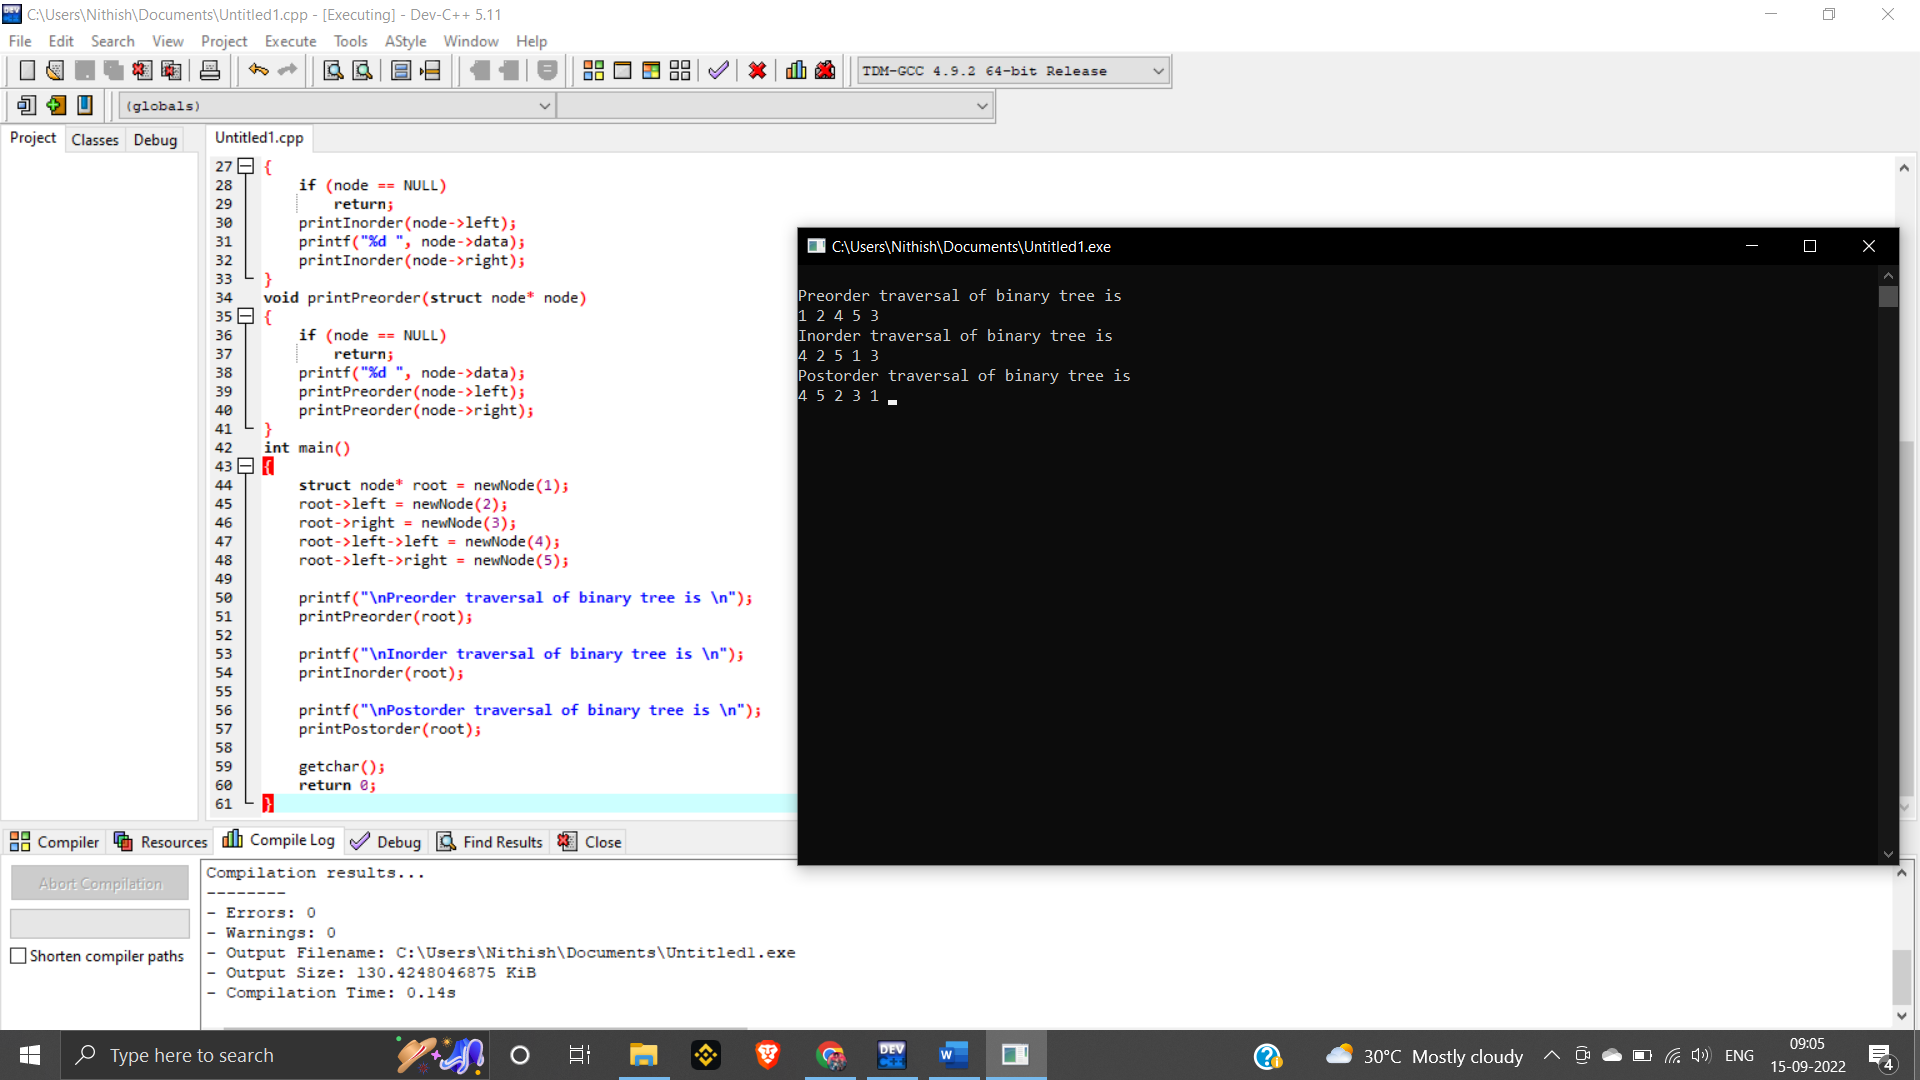 C:\Users\Nithish\Documents\Untitled1.cpp - [Executing] - Dev-C++ 5.11
File Edit Search View Project Execute Tools AStyle Window Help
TDM-GCC 4.9.2 64-bit Release
(globals)
Project Classes Debug
Untitled1.cpp
27 {
28 if (node == NULL)
29 return;
30 printInorder(node->left);
31 printf("%d ", node->data);
32 printInorder(node->right);
33 }
34 void printPreorder(struct node* node)
35 {
36 if (node == NULL)
37 return;
38 printf("%d ", node->data);
39 printPreorder(node->left);
40 printPreorder(node->right);
41 }
42 int main()
43 {
44 struct node* root = newNode(1);
45 root->left = newNode(2);
46 root->right = newNode(3);
47 root->left->left = newNode(4);
48 root->left->right = newNode(5);
49
50 printf("\nPreorder traversal of binary tree is \n");
51 printPreorder(root);
52
53 printf("\nInorder traversal of binary tree is \n");
54 printInorder(root);
55
56 printf("\nPostorder traversal of binary tree is \n");
57 printPostorder(root);
58
59 getchar();
60 return 0;
61 }
C:\Users\Nithish\Documents\Untitled1.exe
Preorder traversal of binary tree is
1 2 4 5 3
Inorder traversal of binary tree is
4 2 5 1 3
Postorder traversal of binary tree is
4 5 2 3 1
Compiler Resources Compile Log Debug Find Results Close
Abort Compilation
Shorten compiler paths
Compilation results...
--------
- Errors: 0
- Warnings: 0
- Output Filename: C:\Users\Nithish\Documents\Untitled1.exe
- Output Size: 130.4248046875 KiB
- Compilation Time: 0.14s
Type here to search
DEV
W
30°C Mostly cloudy
ENG
09:05
15-09-2022
4